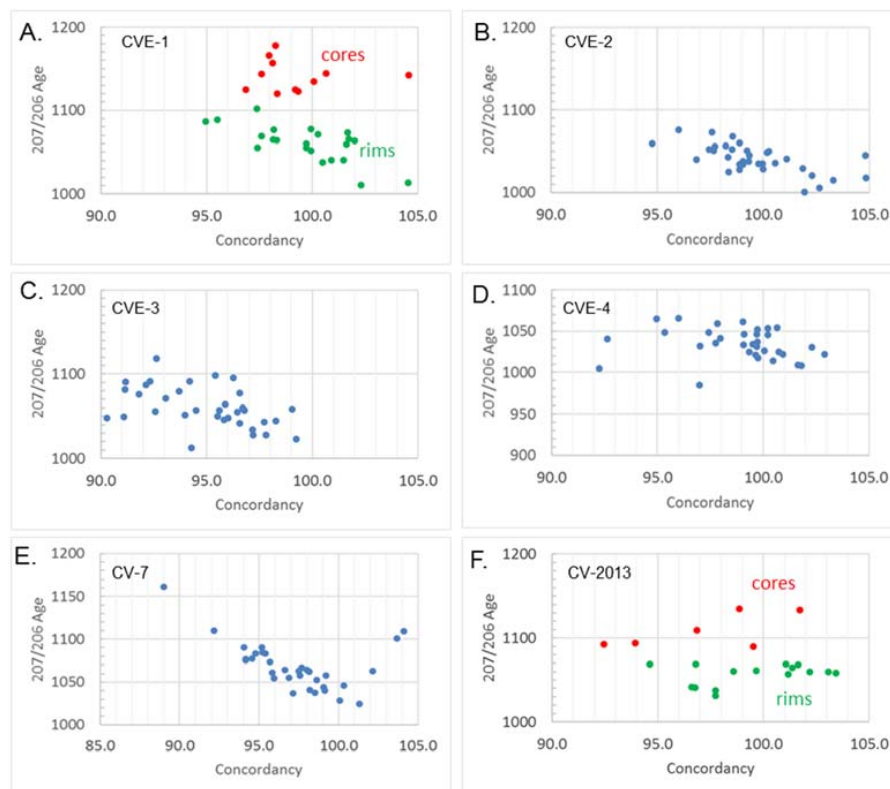 A.
CVE-1
cores
rims
1200
1100
1000
90.0 95.0 100.0 105.0
207/206 Age
Concordancy
B.
CVE-2
1200
1100
1000
90.0 95.0 100.0 105.0
207/206 Age
Concordancy
C.
CVE-3
1200
1100
1000
90.0 95.0 100.0 105.0
207/206 Age
Concordancy
D.
CVE-4
1100
1050
1000
950
900
90.0 95.0 100.0 105.0
207/206 Age
Concordancy
E.
CV-7
1200
1150
1100
1050
1000
85.0 90.0 95.0 100.0 105.0
207/206 Age
Concordancy
F.
CV-2013
cores
rims
1200
1100
1000
90.0 95.0 100.0 105.0
207/206 Age
Concordancy